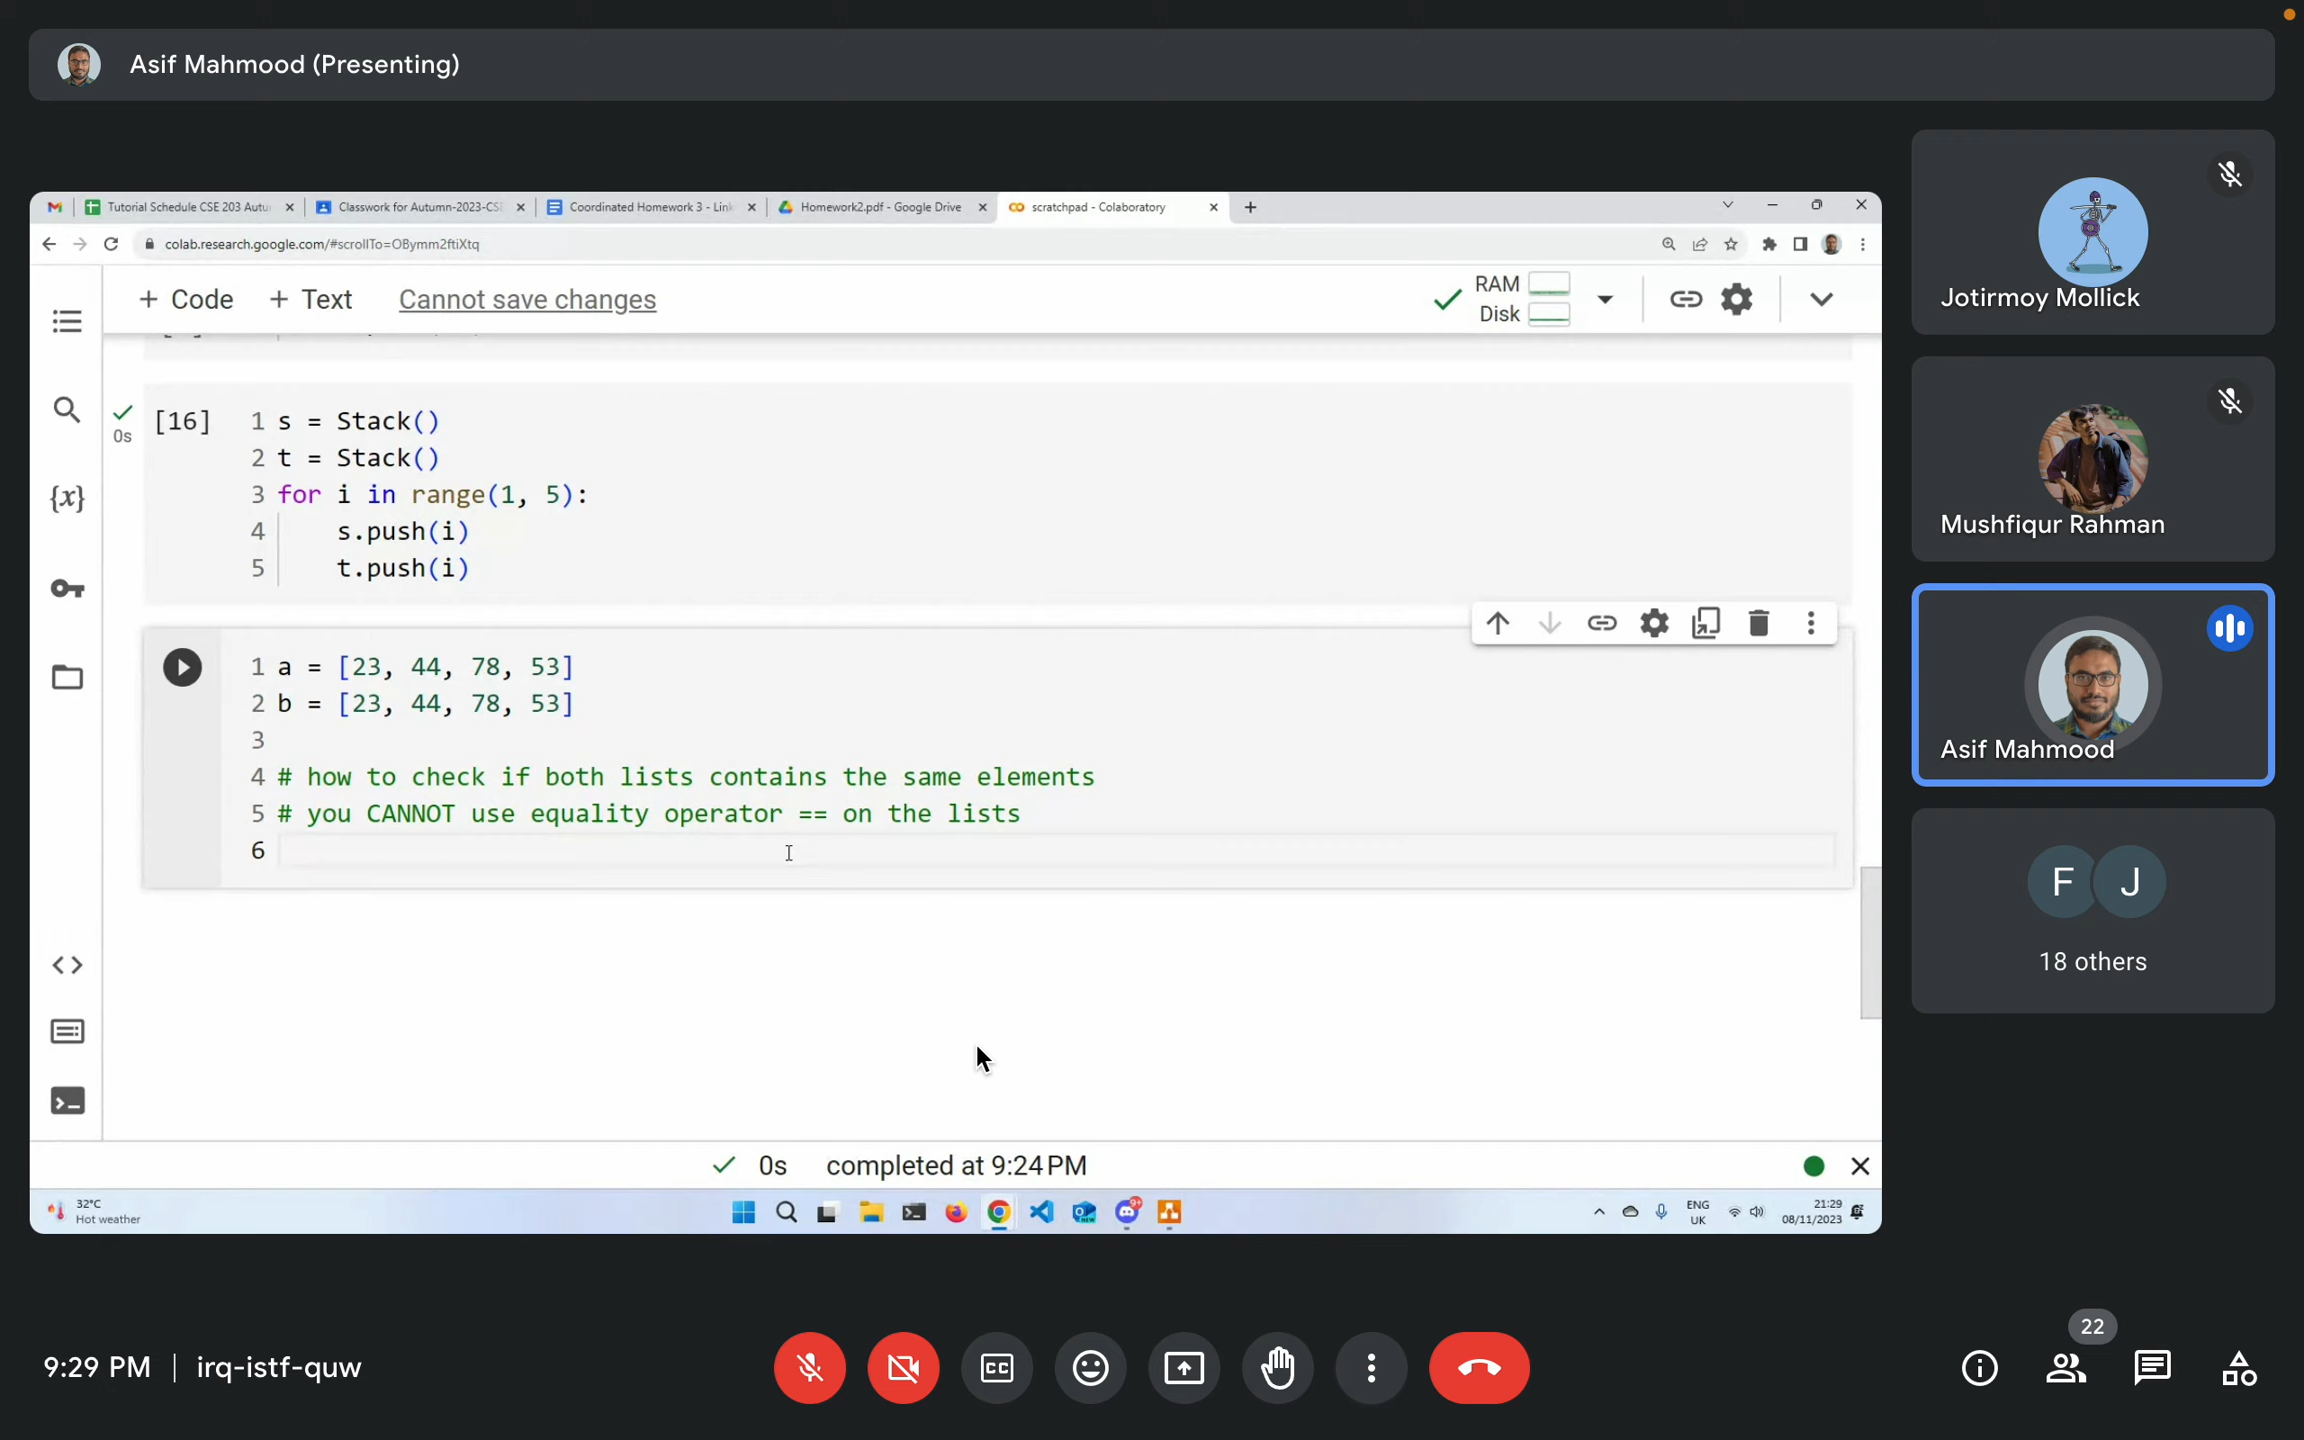 Asif Mahmood (Presenting)
Tutorial Schedule CSE 203 Autu
Classwork for Autumn-2023-CS
Coordinated Homework 3 - Link
Homework2.pdf - Google Drive
scratchpad - Colaboratory
colab.research.google.com/#scrollTo=OBymm2ftiXtq
+ Code + Text Cannot save changes
RAM
Disk
[16]
0s
1 s = Stack()
2 t = Stack()
3 for i in range(1, 5):
4 s.push(i)
5 t.push(i)
1 a = [23, 44, 78, 53]
2 b = [23, 44, 78, 53]
3
4 # how to check if both lists contains the same elements
5 # you CANNOT use equality operator == on the lists
6
0s completed at 9:24 PM
32°C
Hot weather
ENG
UK
21:29
08/11/2023
Jotirmoy Mollick
Mushfiqur Rahman
Asif Mahmood
F J
18 others
9:29 PM | irq-istf-quw
CC
22